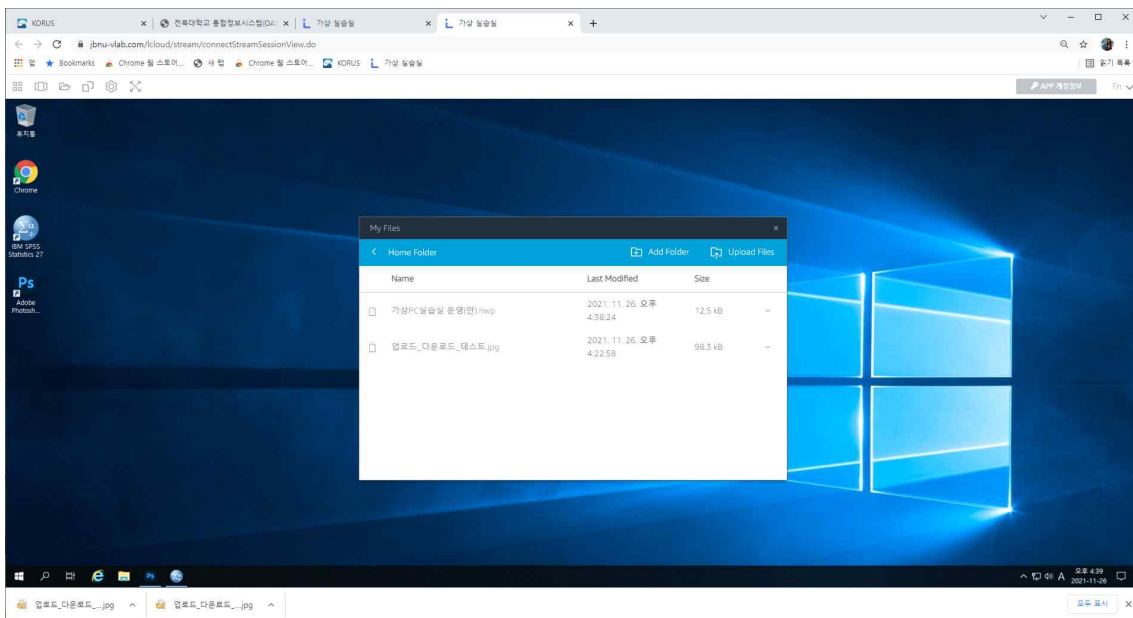 KORUS
전북대학교 통합정보시스템(OA
가상 실습실
가상 실습실
jbnu-vlab.com/lcloud/stream/connectStreamSessionView.do
앱
Bookmarks
Chrome 웹 스토어...
새 탭
Chrome 웹 스토어...
KORUS
가상 실습실
읽기 목록
APP 계정정보
En
휴지통
Chrome
IBM SPSS
Statistics 27
Ps
Adobe
Photosh...
My Files
Home Folder
Add Folder
Upload Files
Name
Last Modified
Size
가상PC실습실 운영(안).hwp
2021. 11. 26. 오후
4:38:24
12.5 kB
업로드_다운로드_테스트.jpg
2021. 11. 26. 오후
4:22:58
98.3 kB
Ps
A
오후 4:39
2021-11-26
업로드_다운로드_...jpg
업로드_다운로드_...jpg
모두 표시